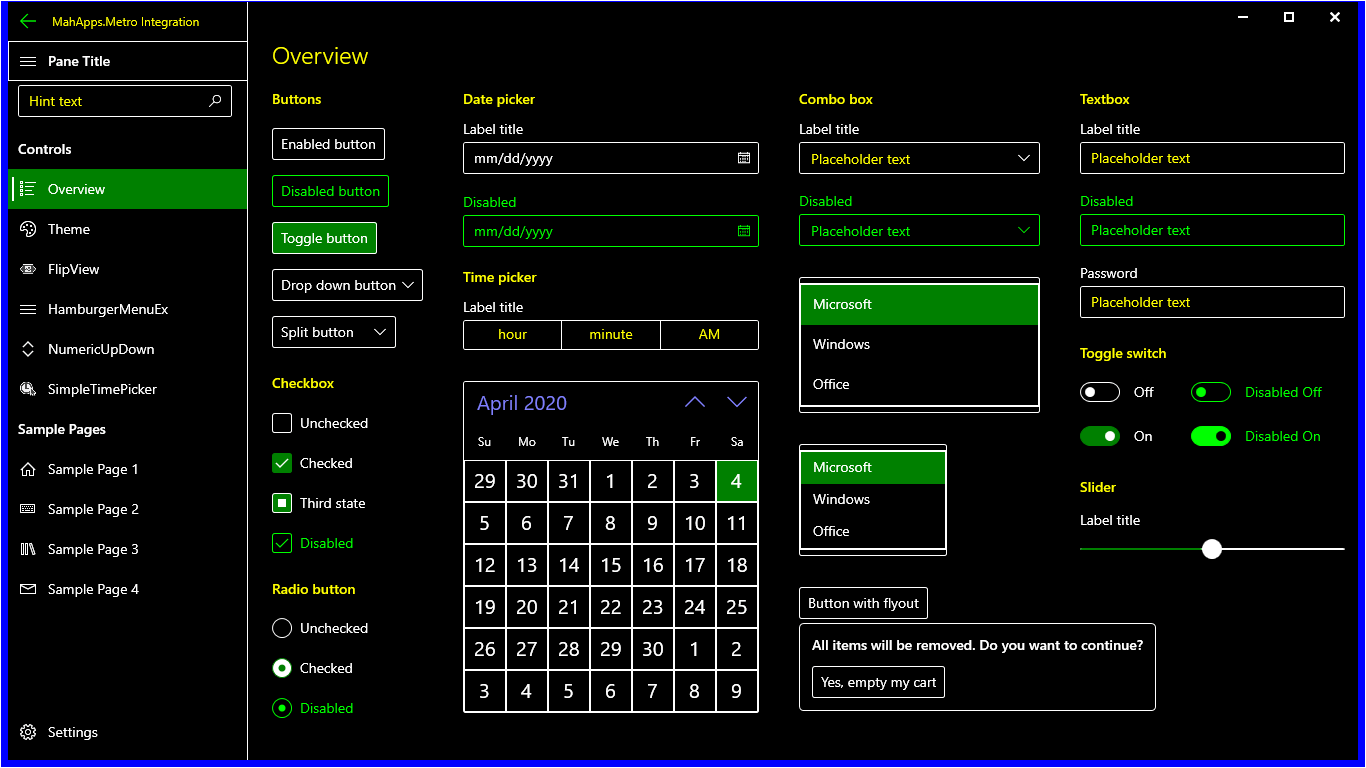 MahApps.Metro Integration
Pane Title
Hint text
Controls
Overview
Theme
FlipView
HamburgerMenuEx
NumericUpDown
SimpleTimePicker
Sample Pages
Sample Page 1
Sample Page 2
Sample Page 3
Sample Page 4
Settings
Overview
Buttons
Enabled button
Disabled button
Toggle button
Drop down button
Split button
Checkbox
Unchecked
Checked
Third state
Disabled
Radio button
Unchecked
Checked
Disabled
Date picker
Label title
mm/dd/yyyy
Disabled
mm/dd/yyyy
Time picker
Label title
hour minute AM
April 2020
Su Mo Tu We Th Fr Sa
29 30 31 1 2 3 4
5 6 7 8 9 10 11
12 13 14 15 16 17 18
19 20 21 22 23 24 25
26 27 28 29 30 1 2
3 4 5 6 7 8 9
Combo box
Label title
Placeholder text
Disabled
Placeholder text
Microsoft
Windows
Office
Microsoft
Windows
Office
Button with flyout
All items will be removed. Do you want to continue?
Yes, empty my cart
Textbox
Label title
Placeholder text
Disabled
Placeholder text
Password
Placeholder text
Toggle switch
Off Disabled Off
On Disabled On
Slider
Label title